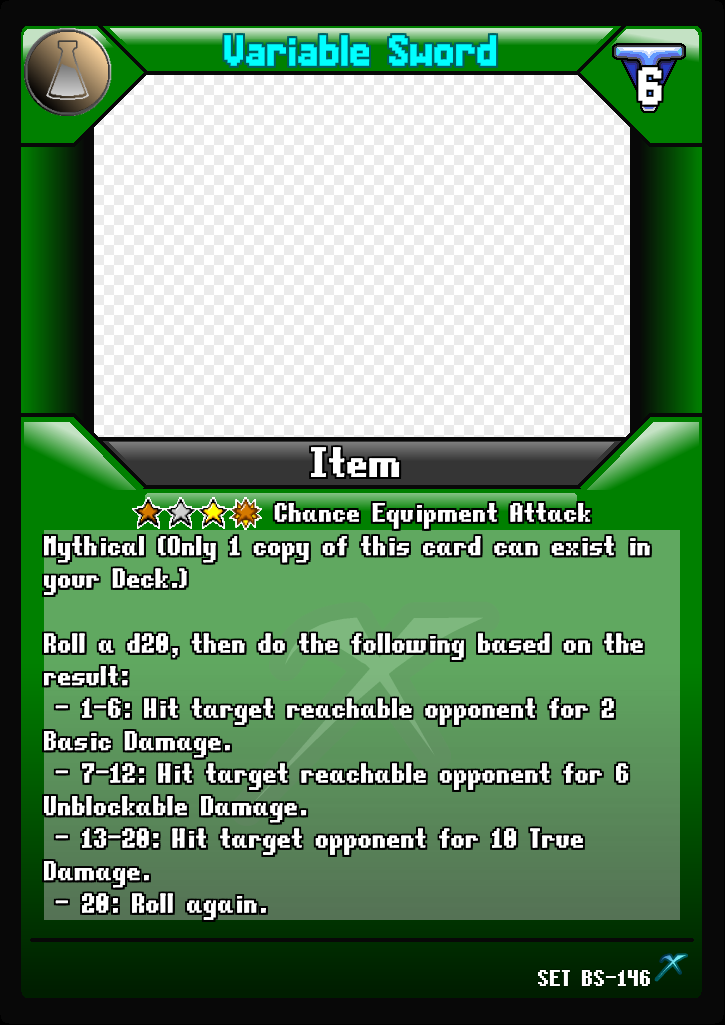 Variable Sword
6
Item
Chance Equipment Attack
Mythical (Only 1 copy of this card can exist in
your Deck.)
Roll a d20, then do the following based on the
result:
- 1-6: Hit target reachable opponent for 2
Basic Damage.
- 7-12: Hit target reachable opponent for 6
Unblockable Damage.
- 13-20: Hit target opponent for 10 True
Damage.
- 20: Roll again.
SET BS-146